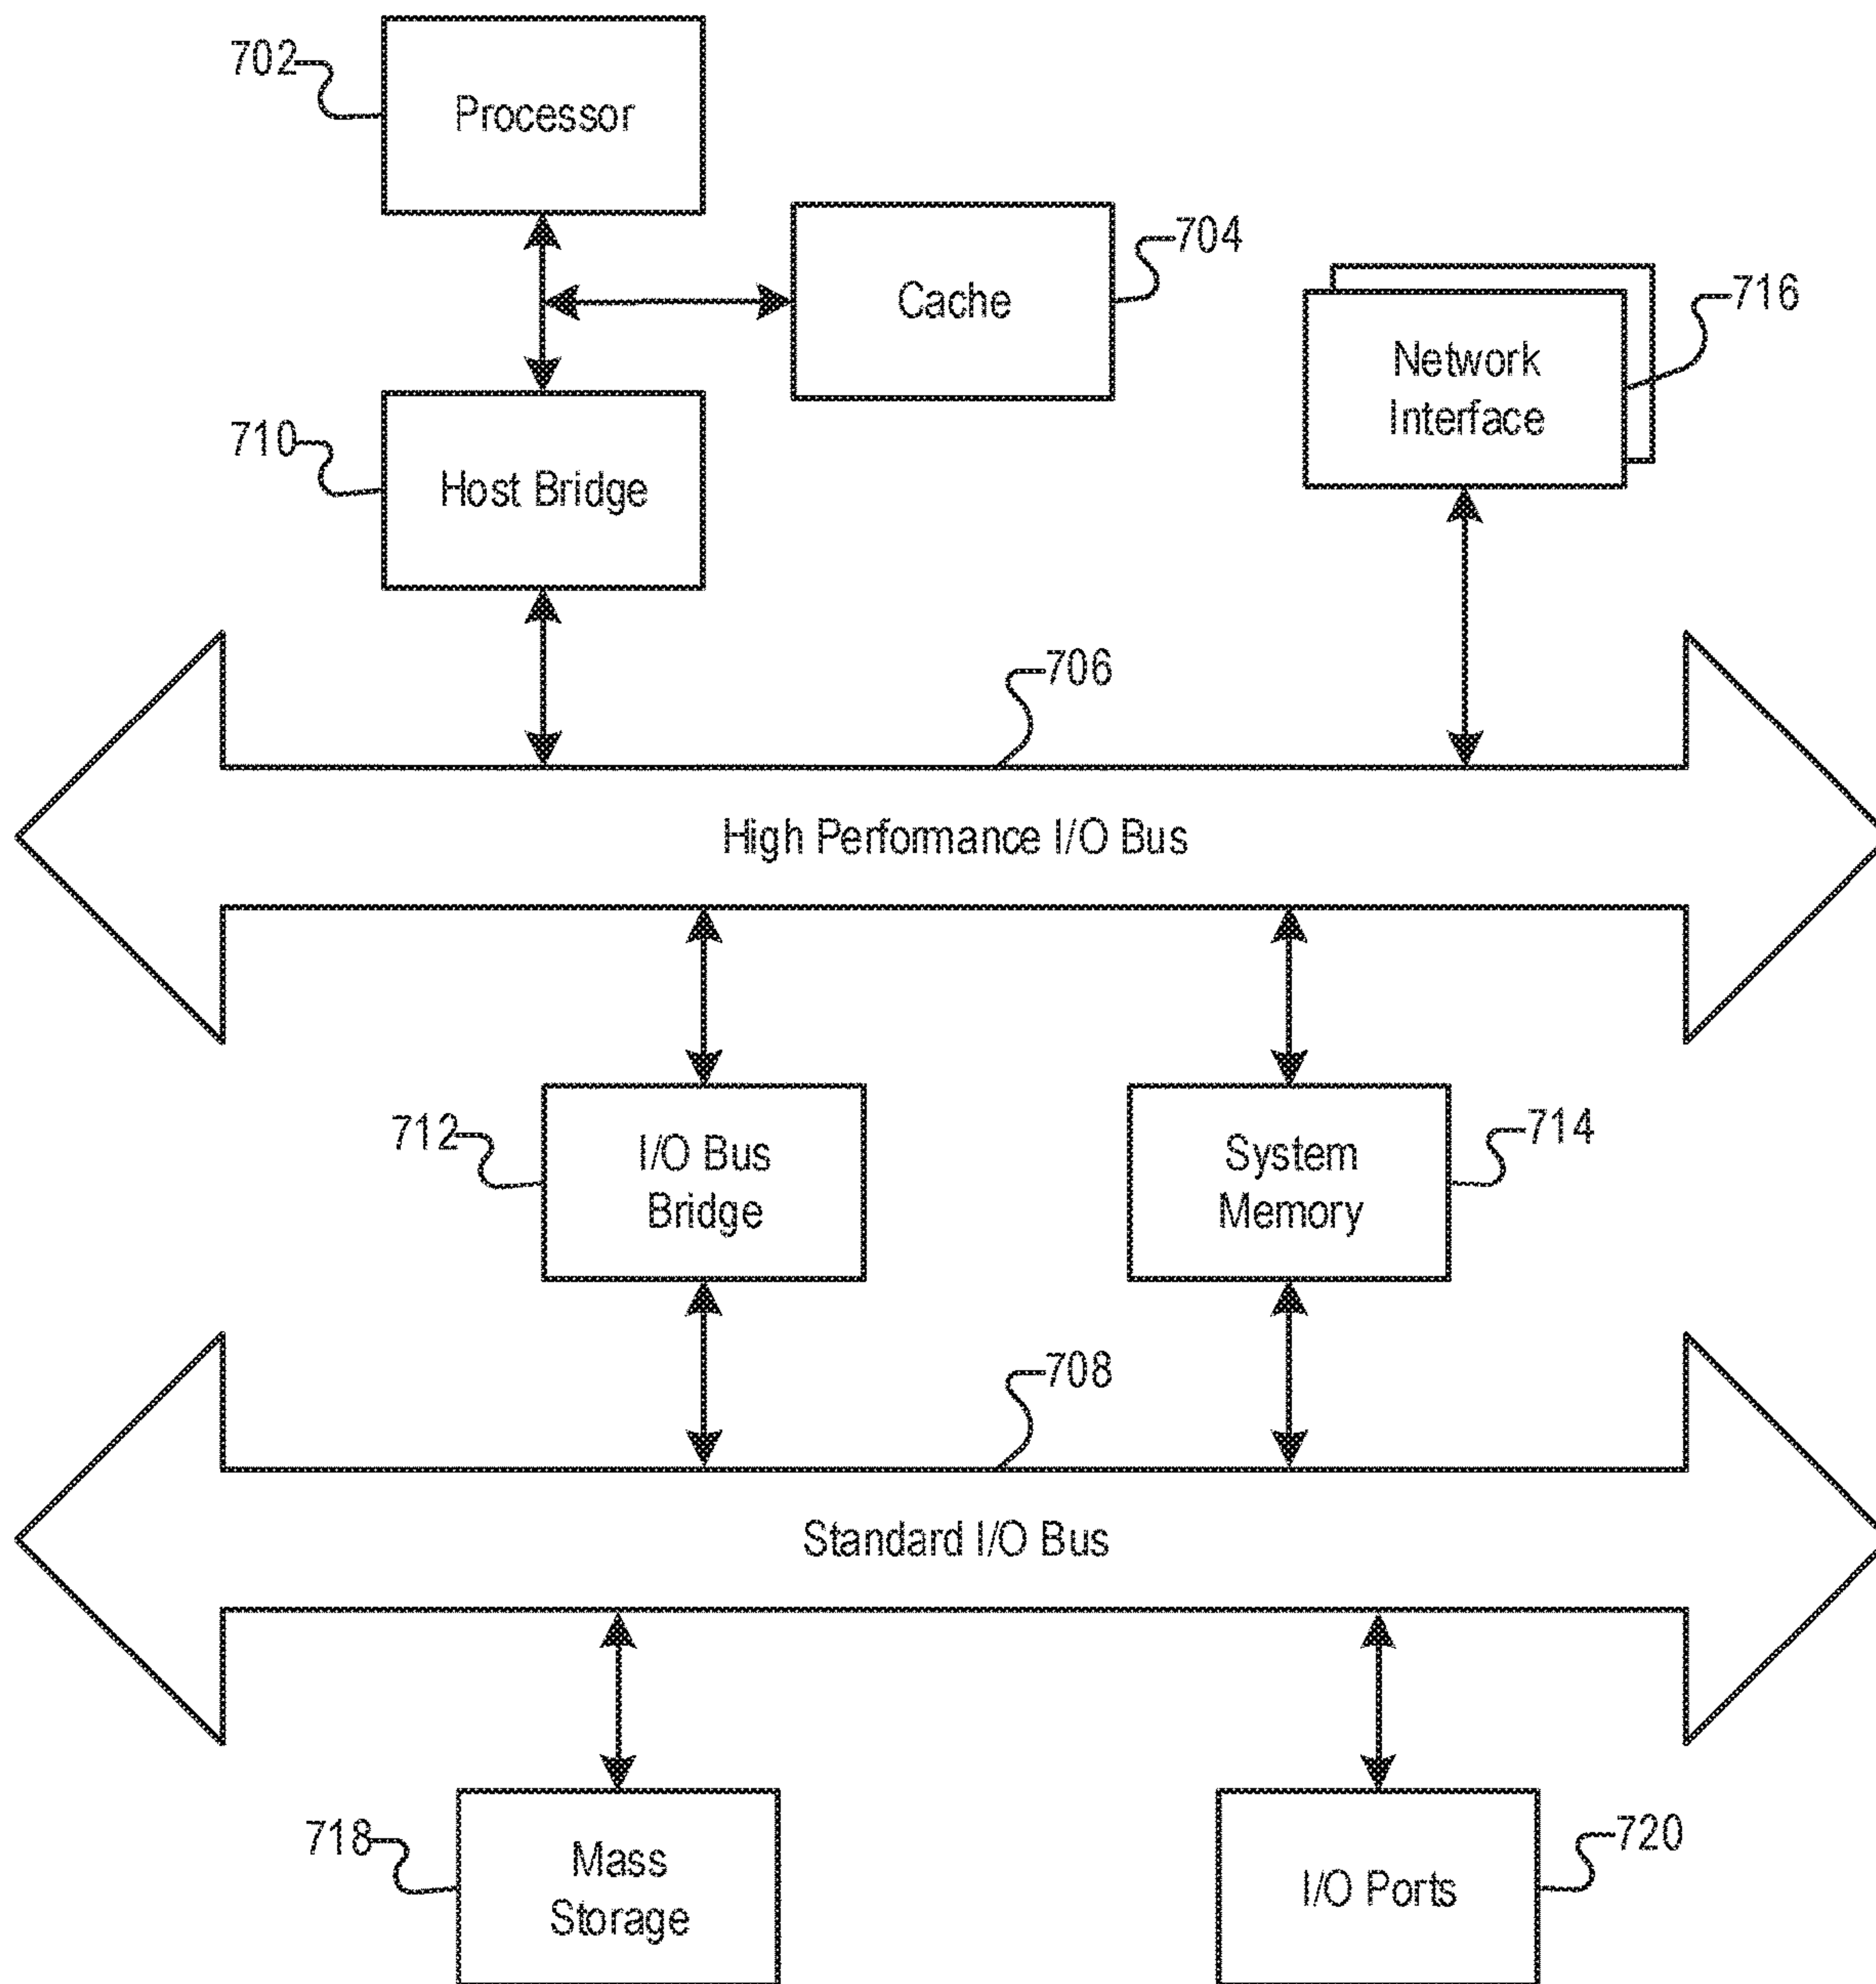 702
Processor
704
Cache
716
Network
Interface
710
Host Bridge
706
High Performance I/O Bus
712
I/O Bus
Bridge
714
System
Memory
708
Standard I/O Bus
718
Mass
Storage
720
I/O Ports